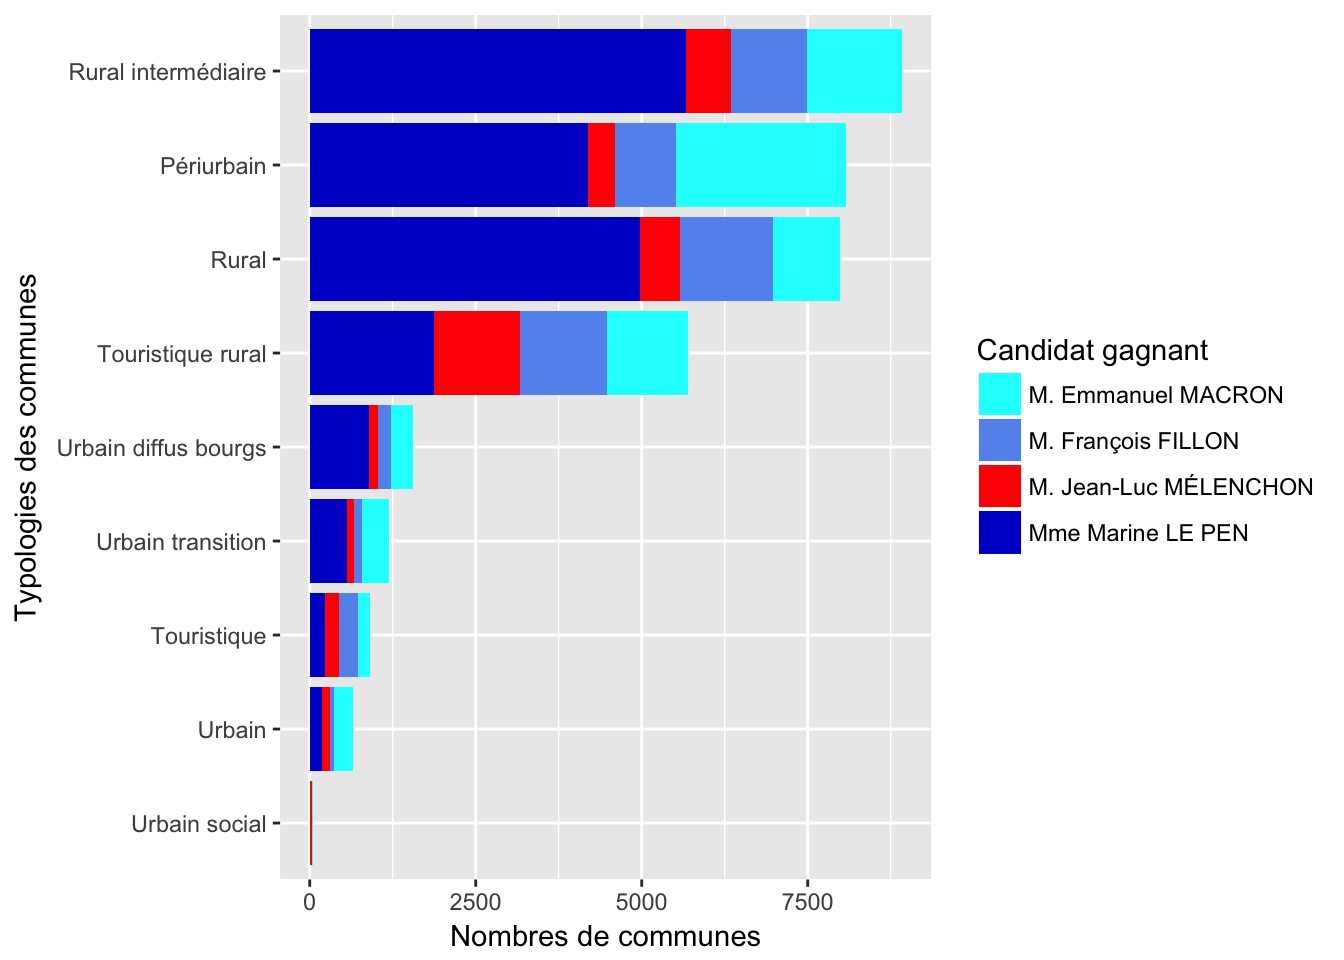 Typologies des communes
Rural intermédiaire
Périurbain
Rural
Touristique rural
Urbain diffus bourgs
Urbain transition
Touristique
Urbain
Urbain social
0
2500
5000
7500
Nombres de communes
Candidat gagnant
M. Emmanuel MACRON
M. François FILLON
M. Jean-Luc MÉLENCHON
Mme Marine LE PEN